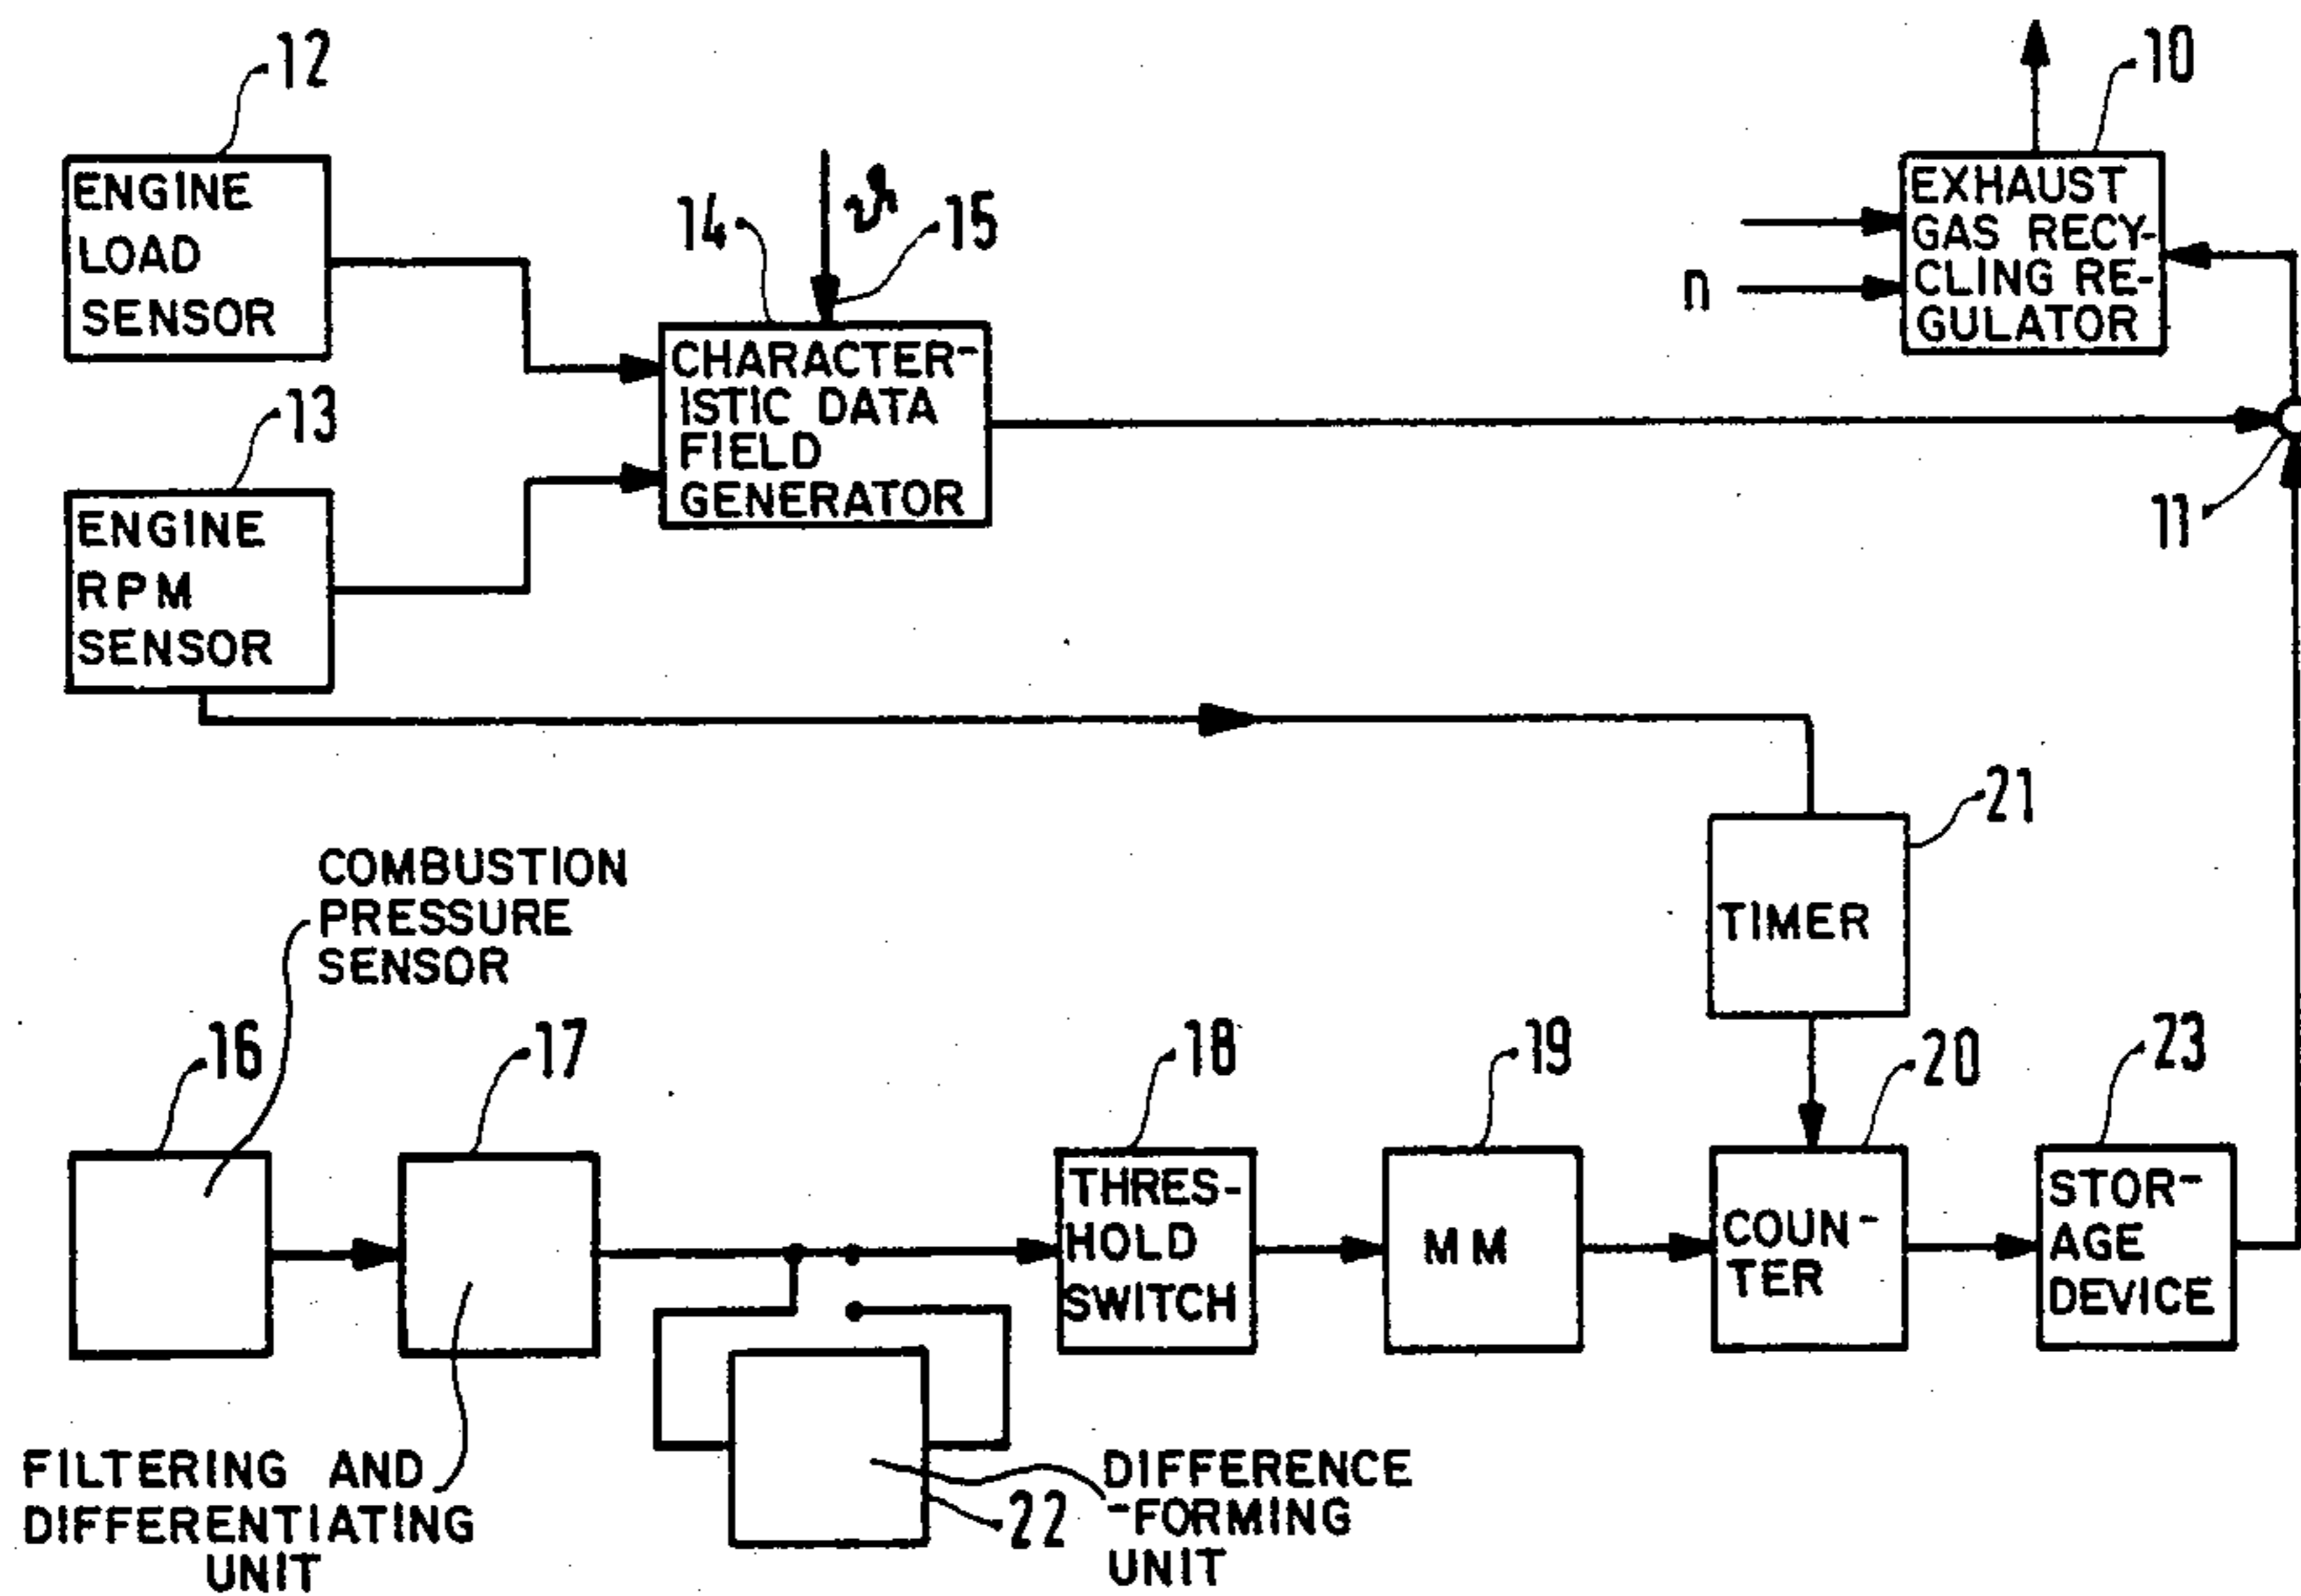 12
ENGINE
LOAD
SENSOR
13
ENGINE
RPM
SENSOR
14
ϑ
15
CHARACTER-
ISTIC DATA
FIELD
GENERATOR
10
EXHAUST
GAS RECY-
CLING RE-
GULATOR
n
11
21
TIMER
COMBUSTION
PRESSURE
SENSOR
16
17
18
THRES-
HOLD
SWITCH
19
MM
20
COUN-
TER
23
STOR-
AGE
DEVICE
FILTERING AND
DIFFERENTIATING
UNIT
22
DIFFERENCE
-FORMING
UNIT